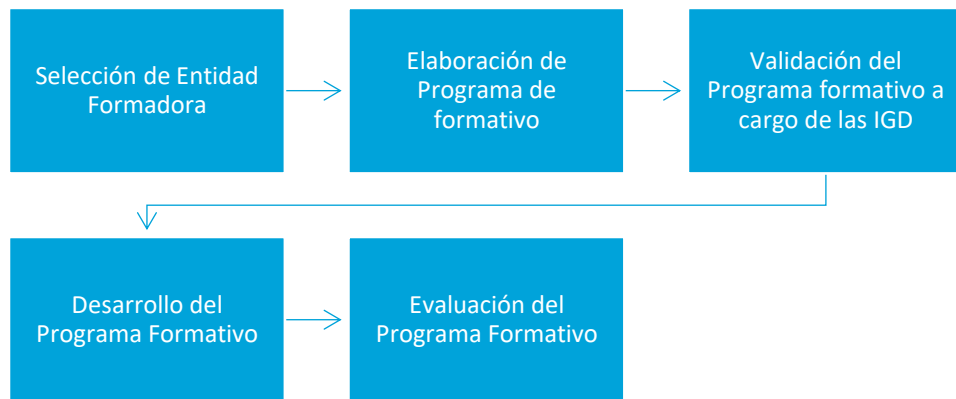 Selección de Entidad
Formadora
Elaboración de
Programa de
formativo
Validación del
Programa formativo a
cargo de las IGD
Desarrollo del
Programa Formativo
Evaluación del
Programa Formativo